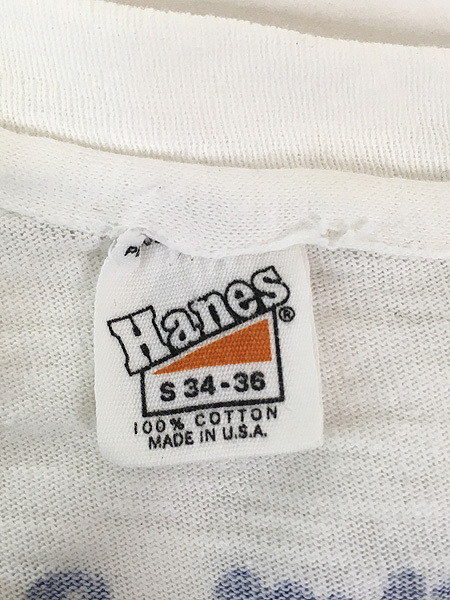 Hanes®
S 34-36
100% COTTON
MADE IN U.S.A.